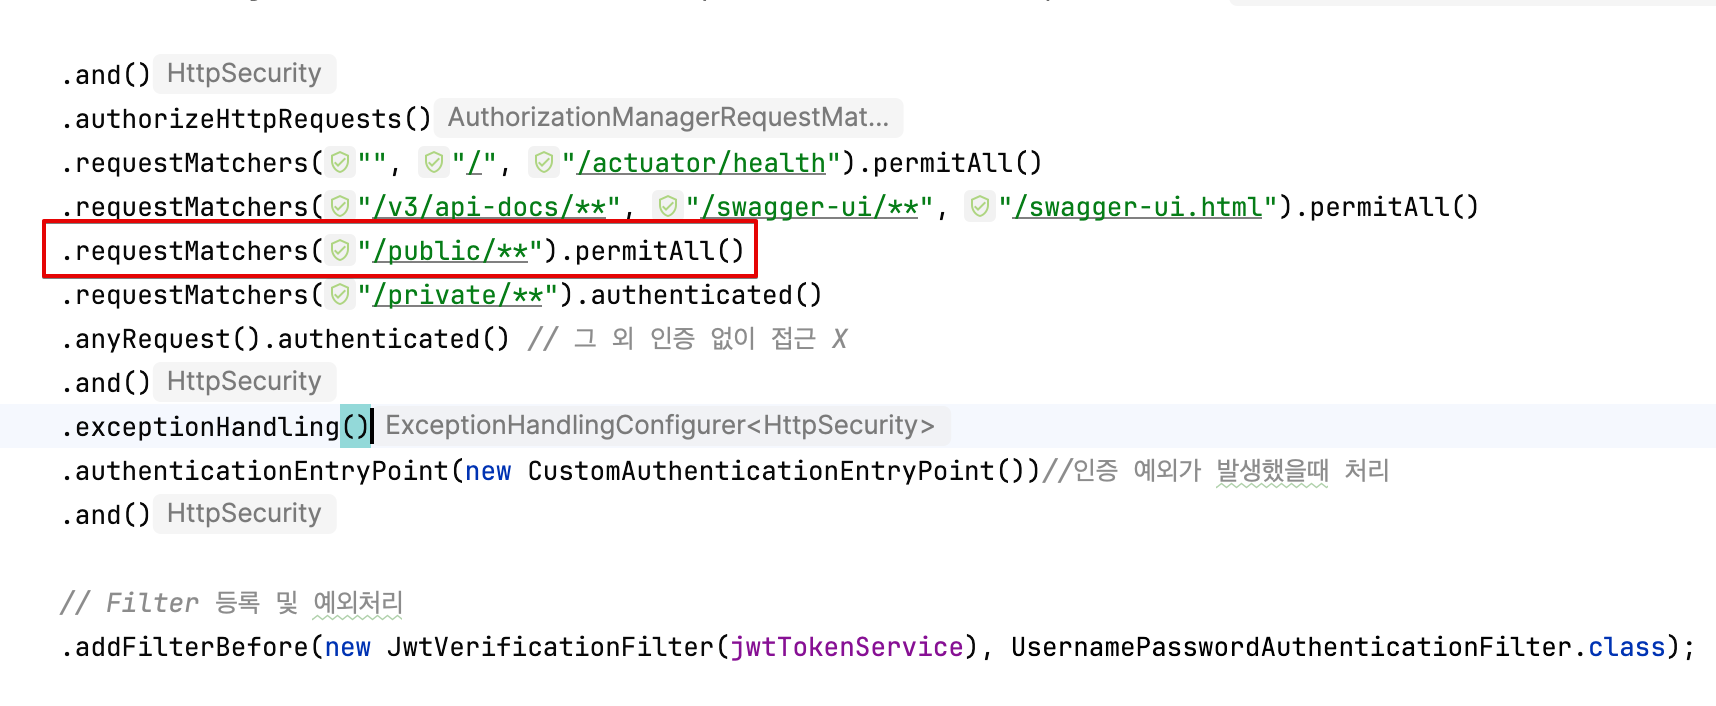 .and() HttpSecurity
.authorizeHttpRequests() AuthorizationManagerRequestMat...
.requestMatchers("", "/", "/actuator/health").permitAll()
.requestMatchers("/v3/api-docs/**", "/swagger-ui/**", "/swagger-ui.html").permitAll()
.requestMatchers("/public/**").permitAll()
.requestMatchers("/private/**").authenticated()
.anyRequest().authenticated() // 그 외 인증 없이 접근 X
.and() HttpSecurity
.exceptionHandling() ExceptionHandlingConfigurer<HttpSecurity>
.authenticationEntryPoint(new CustomAuthenticationEntryPoint())//인증 예외가 발생했을때 처리
.and() HttpSecurity
// Filter 등록 및 예외처리
.addFilterBefore(new JwtVerificationFilter(jwtTokenService), UsernamePasswordAuthenticationFilter.class);